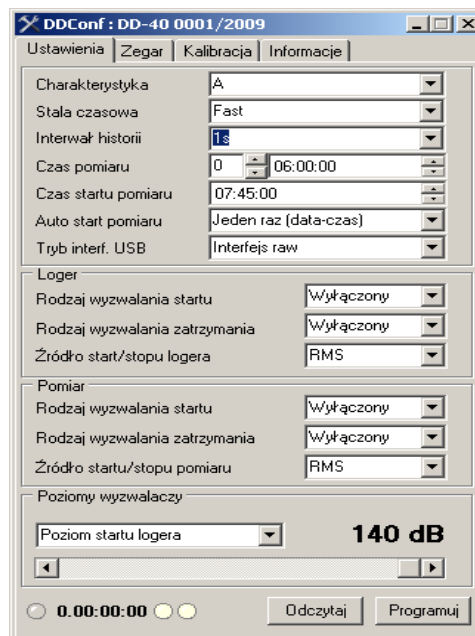 DDConf : DD-40 0001/2009
Ustawienia Zegar Kalibracja Informacje
Charakterystyka A
Stala czasowa Fast
Interwał historii 1s
Czas pomiaru 0 06:00:00
Czas startu pomiaru 07:45:00
Auto start pomiaru Jeden raz (data-czas)
Tryb interf. USB Interfejs raw
Loger
Rodzaj wyzwalania startu Wyłączony
Rodzaj wyzwalania zatrzymania Wyłączony
Źródło start/stopu logera RMS
Pomiar
Rodzaj wyzwalania startu Wyłączony
Rodzaj wyzwalania zatrzymania Wyłączony
Źródło startu/stopu pomiaru RMS
Poziomy wyzwalaczy
Poziom startu logera 140 dB
0.00:00:00 Odczytaj Programuj